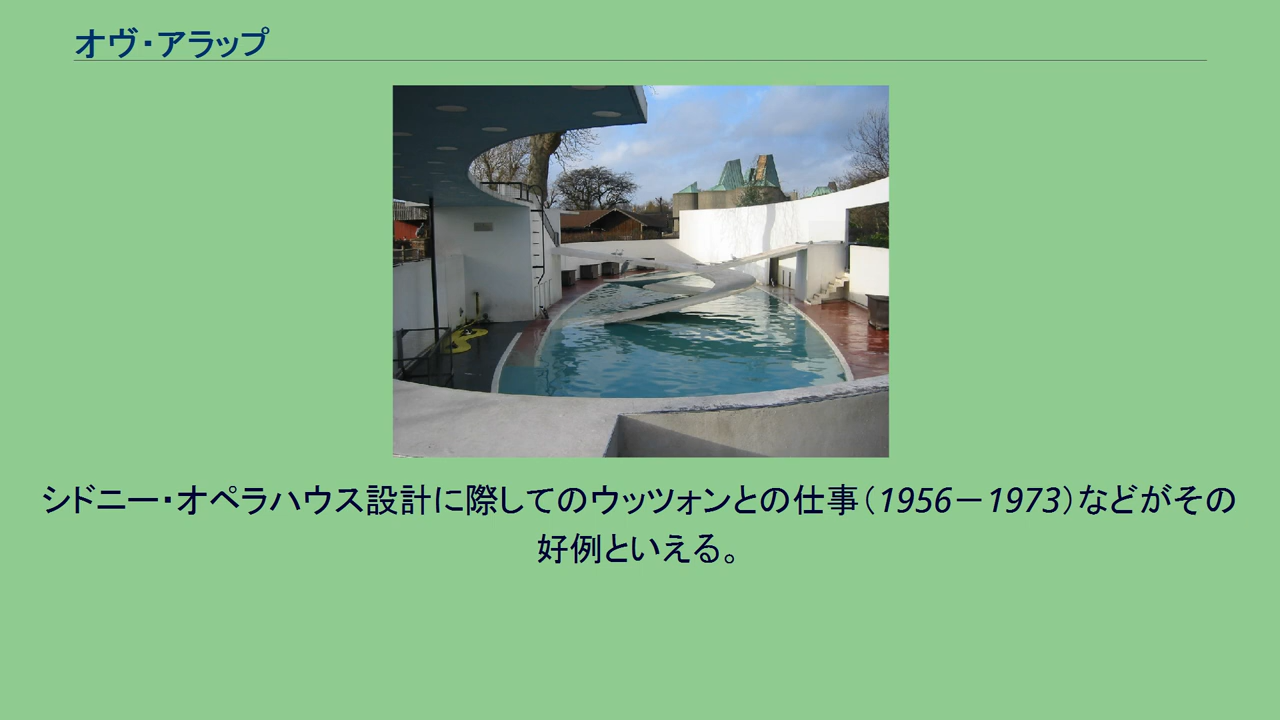 オヴ・アラップ
シドニー・オペラハウス設計に際してのウッツォンとの仕事（1956－1973）などがその
好例といえる。